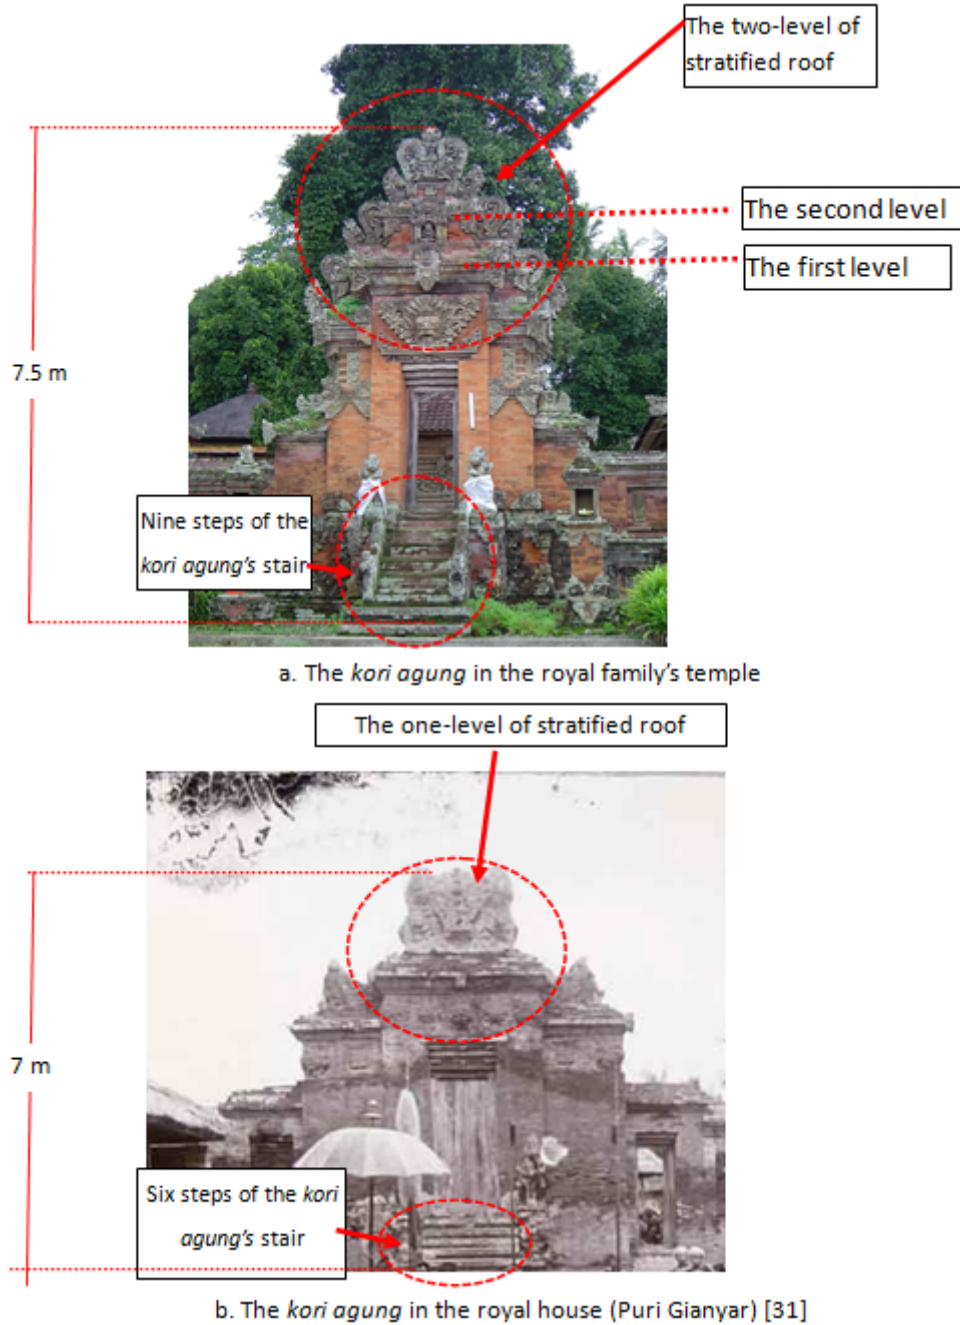 The two-level of
stratified roof
The second level
The first level
7.5 m
Nine steps of the
kori agung's stair
a. The kori agung in the royal family's temple
The one-level of stratified roof
7 m
Six steps of the kori
agung's stair
b. The kori agung in the royal house (Puri Gianyar) [31]